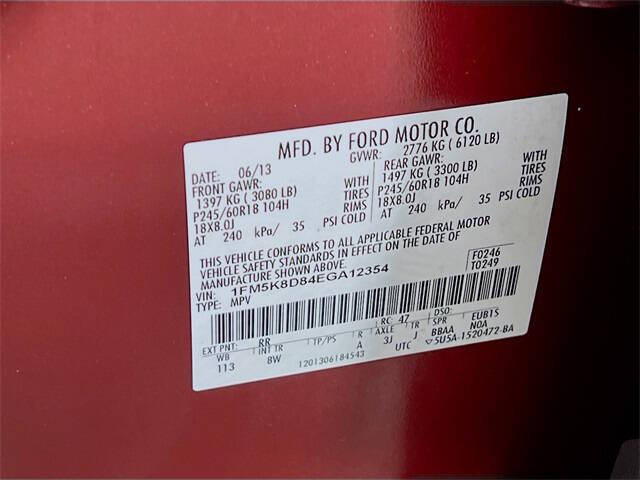 MFD. BY FORD MOTOR CO.
DATE: 06/13 GVWR: 2776 KG ( 6120 LB)
FRONT GAWR: WITH REAR GAWR: WITH
1397 KG ( 3080 LB) TIRES 1497 KG ( 3300 LB) TIRES
P245/60R18 104H RIMS P245/60R18 104H RIMS
18X8.0J PSI COLD 18X8.0J PSI COLD
AT 240 kPa/ 35 AT 240 kPa/ 35
THIS VEHICLE CONFORMS TO ALL APPLICABLE FEDERAL MOTOR
VEHICLE SAFETY STANDARDS IN EFFECT ON THE DATE OF
MANUFACTURE SHOWN ABOVE.
VIN: 1FM5K8D84EGA12354 F0246
TYPE: MPV T0249
EXT PNT: RR RC: 47 DSO:
WB INT TR TP/PS R AXLE TR SPR EUB1S
113 8W A 3J J BBAA N0A
1201306184543 UTC 5U5A-1520472-BA